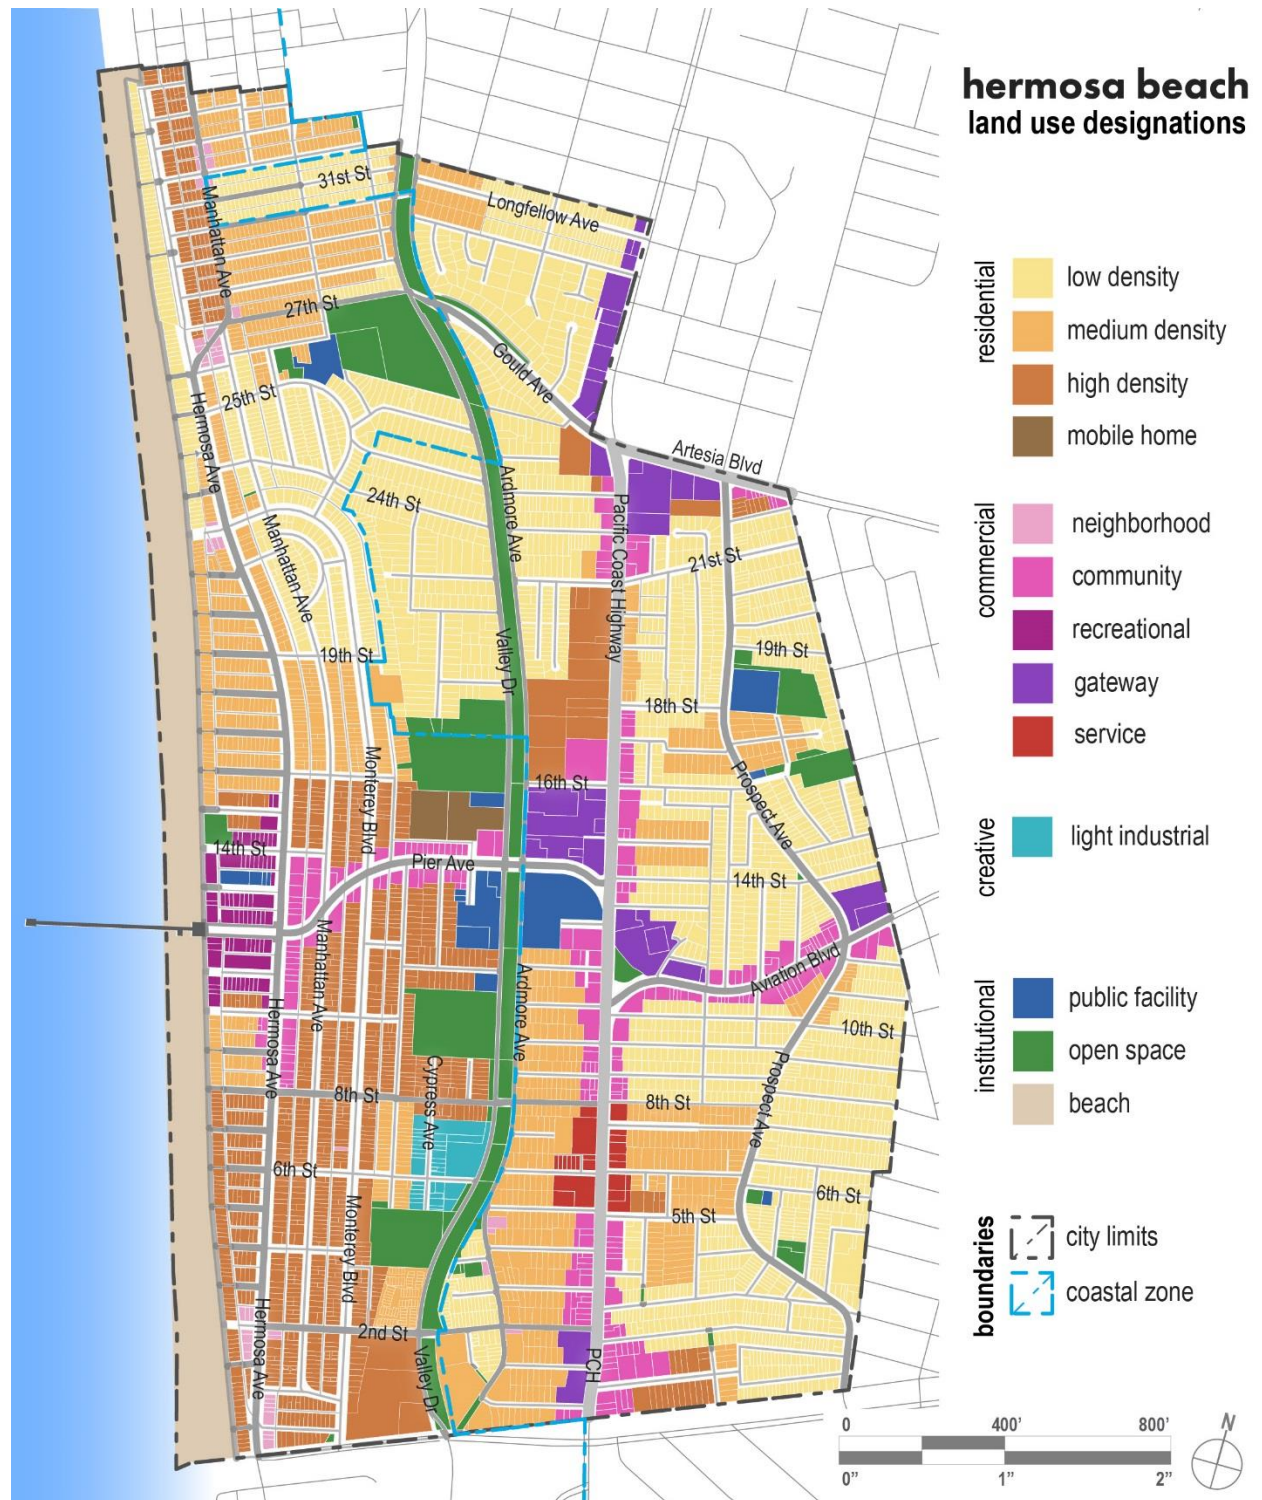 hermosa beach
land use designations
residential
low density
medium density
high density
mobile home
commercial
neighborhood
community
recreational
gateway
service
creative
light industrial
institutional
public facility
open space
beach
boundaries
city limits
coastal zone
0
400'
800'
0"
1"
2"
N
31st St
Longfellow Ave
Manhattan Ave
27th St
Gould Ave
25th St
Hermosa Ave
Artesia Blvd
24th St
Ardmore Ave
Pacific Coast Highway
Manhattan Ave
21st St
19th St
Valley Dr
19th St
18th St
Monterey Blvd
16th St
Prospect Ave
14th St
Pier Ave
14th St
Manhattan Ave
Aviation Blvd
Hermosa Ave
Ardmore Ave
10th St
Cypress Ave
Prospect Ave
8th St
8th St
6th St
6th St
Monterey Blvd
5th St
Hermosa Ave
2nd St
Valley Dr
PCH